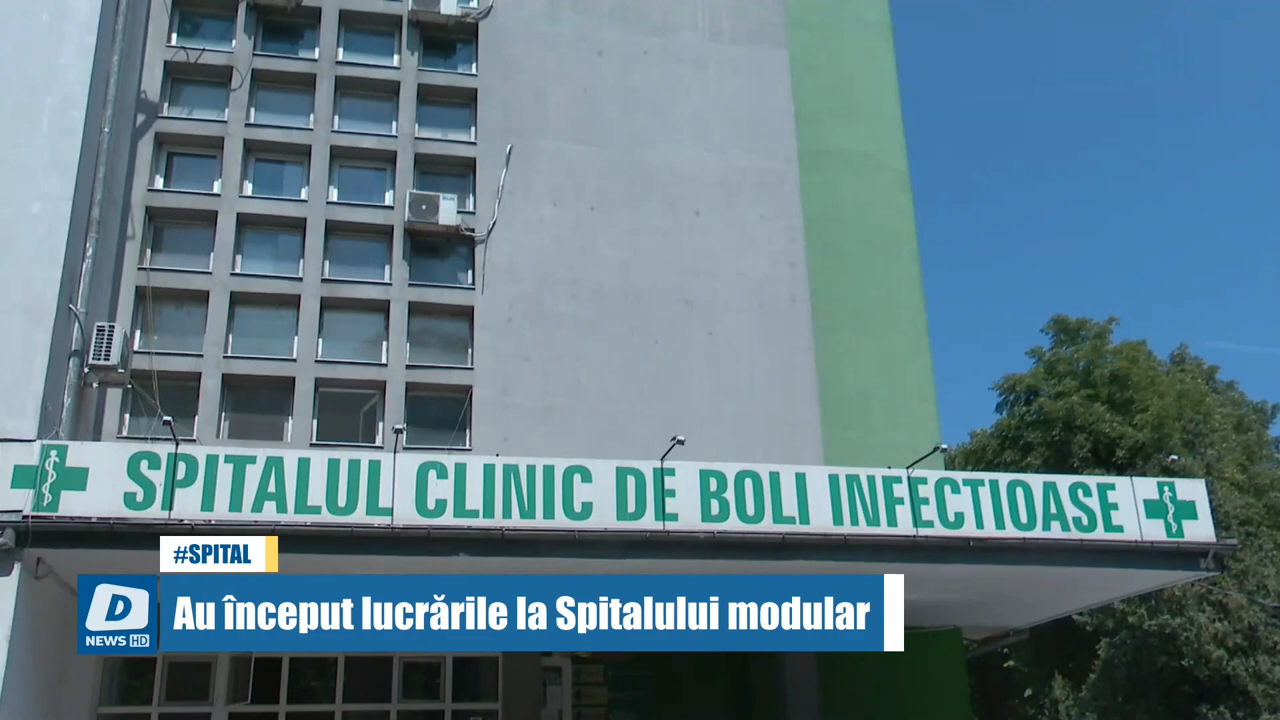 SPITALUL CLINIC DE BOLI INFECTIOASE
#SPITAL
D
NEWS HD
Au început lucrările la Spitalului modular